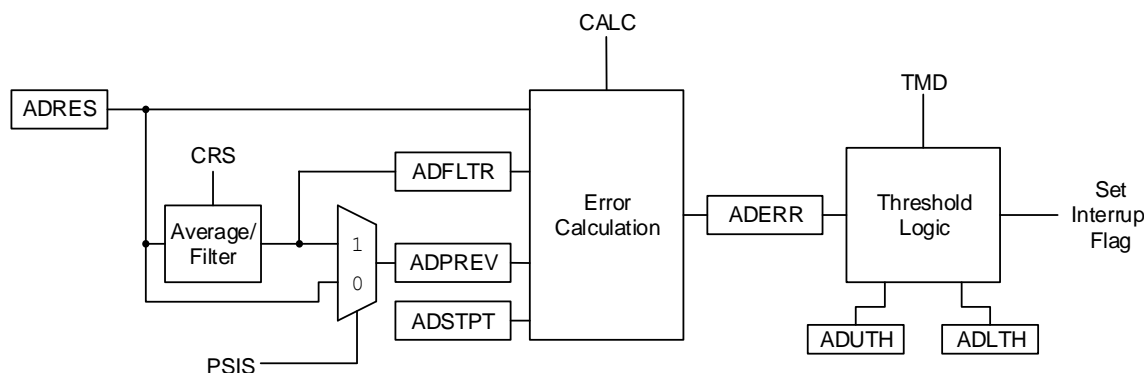 CALC
TMD
ADRES
CRS
ADFLTR
Average/
Filter
1
0
ADPREV
ADSTPT
PSIS
Error
Calculation
ADERR
Threshold
Logic
Set
Interrup
Flag
ADUTH
ADLTH